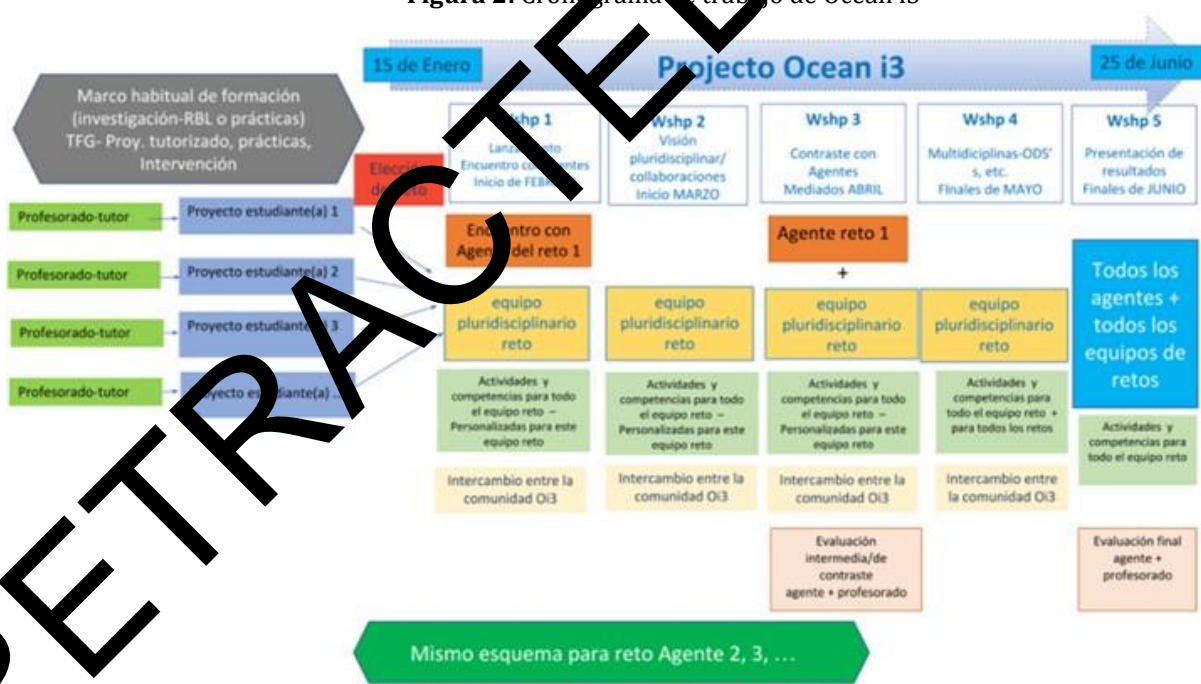 Figura 2. Cronograma de trabajo de Ocean i3
15 de Enero
Projecto Ocean i3
25 de Junio
Marco habitual de formación
(investigación-RBL o prácticas)
TFG- Proy. tutorizado, prácticas,
Intervención
Elección
Wshp 1
Encuentro
Inicio de
Wshp 2
Visión
pluridisciplinar/
collaboraciones
Inicio MARZO
Wshp 3
Contraste con
Agentes
Mediados ABRIL
Wshp 4
Multidiciplinas-ODS'
s, etc.
FInales de MAYO
Wshp 5
Presentación de
resultados
Finales de JUNIO
Profesorado-tutor
Proyecto estudiante(a) 1
Profesorado-tutor
Proyecto estudiante(a) 2
Profesorado-tutor
Proyecto estudiante(a) 3
Profesorado-tutor
Proyecto estudiante(a) ...
Encuentro con
Agente del reto 1
Agente reto 1
+
equipo
pluridisciplinario
reto
equipo
pluridisciplinario
reto
equipo
pluridisciplinario
reto
equipo
pluridisciplinario
reto
Todos los
agentes +
todos los
equipos de
retos
Actividades y
competencias para todo
el equipo reto –
Personalizadas para este
equipo reto
Actividades y
competencias para todo
el equipo reto –
Personalizadas para este
equipo reto
Actividades y
competencias para todo
el equipo reto –
Personalizadas para este
equipo reto
Actividades y
competencias para
todo el equipo reto +
para todos los retos
Actividades y
competencias para
todo el equipo reto
Intercambio entre la
comunidad Oi3
Intercambio entre la
comunidad Oi3
Intercambio entre la
comunidad Oi3
Intercambio entre
la comunidad Oi3
Evaluación
intermedia/de
contraste
agente + profesorado
Evaluación final
agente +
profesorado
Mismo esquema para reto Agente 2, 3, ...
RETRACTED